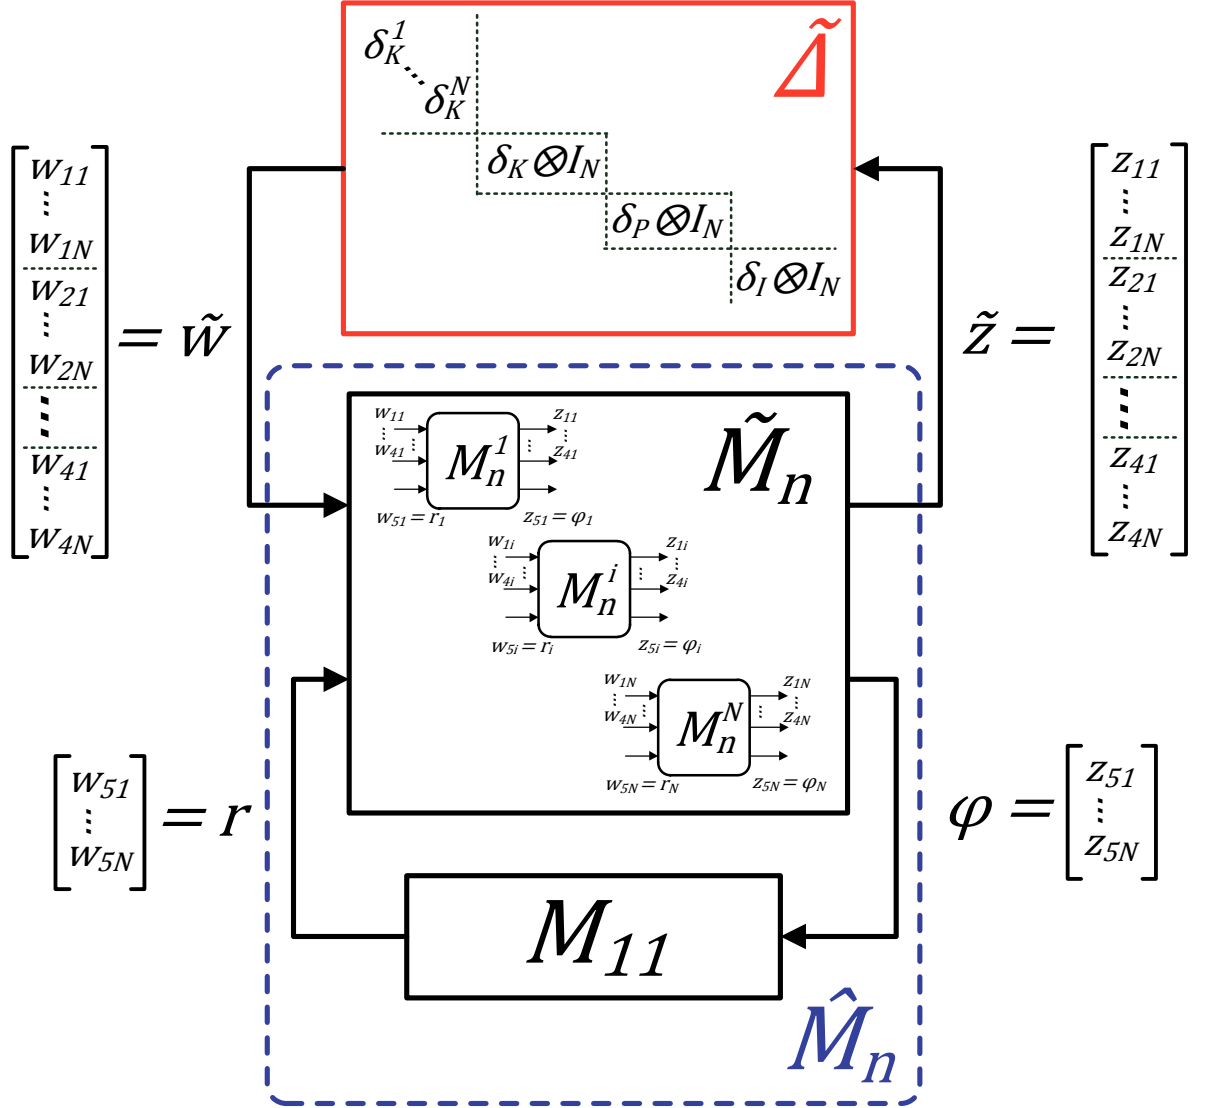 δ_K^1
⋱
δ_K^N
Δ̃
δ_K⊗I_N
δ_P⊗I_N
δ_I⊗I_N
[w_11
⋮
w_1N
w_21
⋮
w_2N
⋮
w_41
⋮
w_4N] = w̃
z̃ = [z_11
⋮
z_1N
z_21
⋮
z_2N
⋮
z_41
⋮
z_4N]
M̃_n
w_11
⋮
w_41
⋮
M_n^1
z_11
⋮
z_41
⋮
w_51=r_1
z_51=φ_1
w_1i
⋮
w_4i
⋮
M_n^i
z_1i
⋮
z_4i
⋮
w_5i=r_i
z_5i=φ_i
w_1N
⋮
w_4N
⋮
M_n^N
z_1N
⋮
z_4N
⋮
w_5N=r_N
z_5N=φ_N
[w_51
⋮
w_5N] = r
φ = [z_51
⋮
z_5N]
M_11
M̂_n